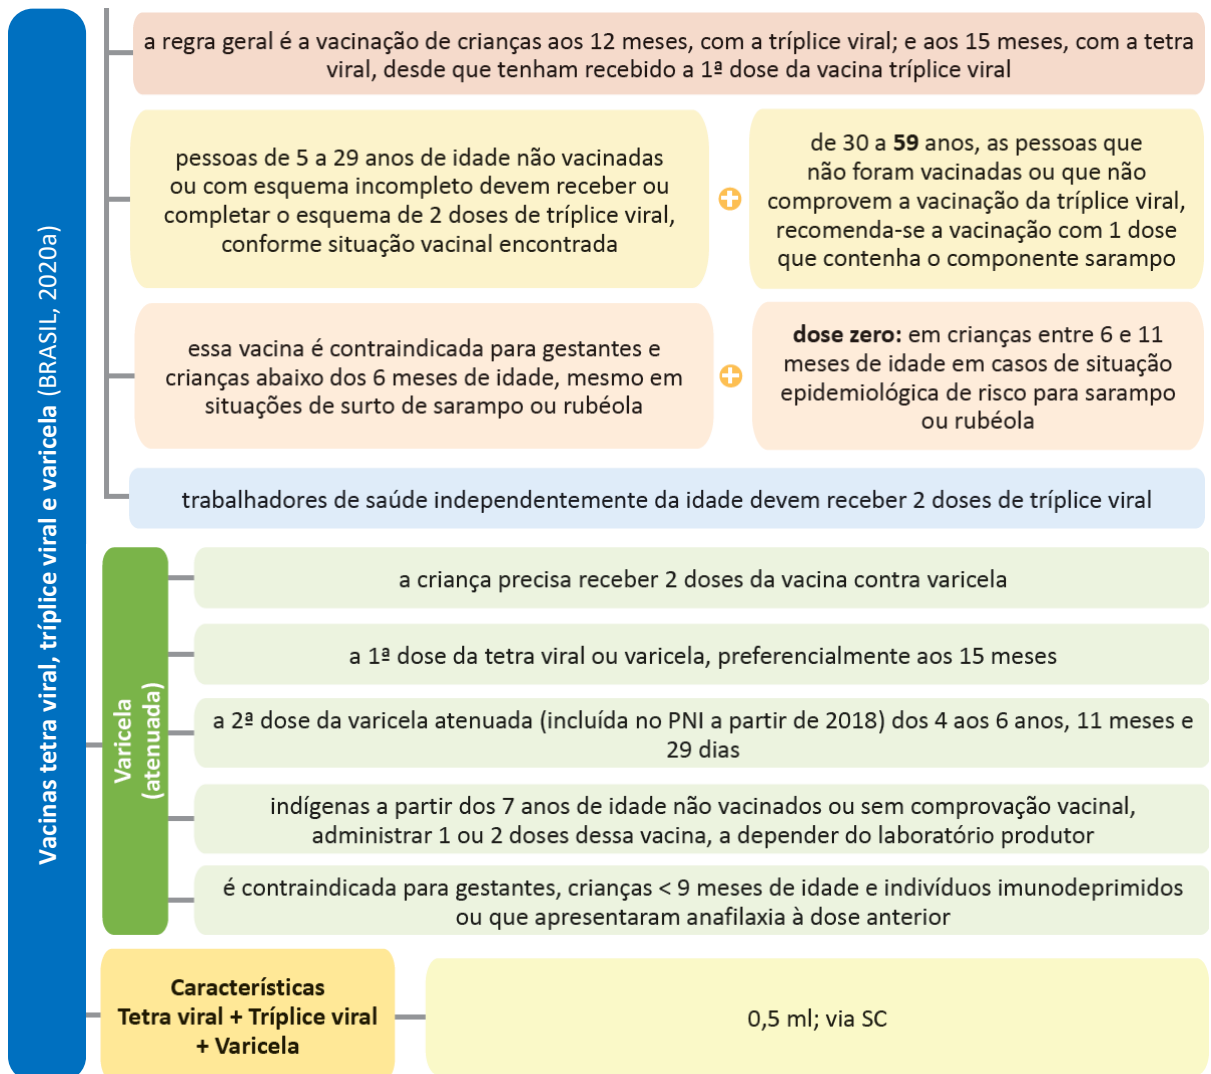 Vacinas tetra viral, tríplice viral e varicela (BRASIL, 2020a)
a regra geral é a vacinação de crianças aos 12 meses, com a tríplice viral; e aos 15 meses, com a tetra
viral, desde que tenham recebido a 1ª dose da vacina tríplice viral
pessoas de 5 a 29 anos de idade não vacinadas
ou com esquema incompleto devem receber ou
completar o esquema de 2 doses de tríplice viral,
conforme situação vacinal encontrada
de 30 a 59 anos, as pessoas que
não foram vacinadas ou que não
comprovem a vacinação da tríplice viral,
recomenda-se a vacinação com 1 dose
que contenha o componente sarampo
essa vacina é contraindicada para gestantes e
crianças abaixo dos 6 meses de idade, mesmo em
situações de surto de sarampo ou rubéola
dose zero: em crianças entre 6 e 11
meses de idade em casos de situação
epidemiológica de risco para sarampo
ou rubéola
trabalhadores de saúde independentemente da idade devem receber 2 doses de tríplice viral
Varicela
(atenuada)
a criança precisa receber 2 doses da vacina contra varicela
a 1ª dose da tetra viral ou varicela, preferencialmente aos 15 meses
a 2ª dose da varicela atenuada (incluída no PNI a partir de 2018) dos 4 aos 6 anos, 11 meses e
29 dias
indígenas a partir dos 7 anos de idade não vacinados ou sem comprovação vacinal,
administrar 1 ou 2 doses dessa vacina, a depender do laboratório produtor
é contraindicada para gestantes, crianças < 9 meses de idade e indivíduos imunodeprimidos
ou que apresentaram anafilaxia à dose anterior
Características
Tetra viral + Tríplice viral
+ Varicela
0,5 ml; via SC